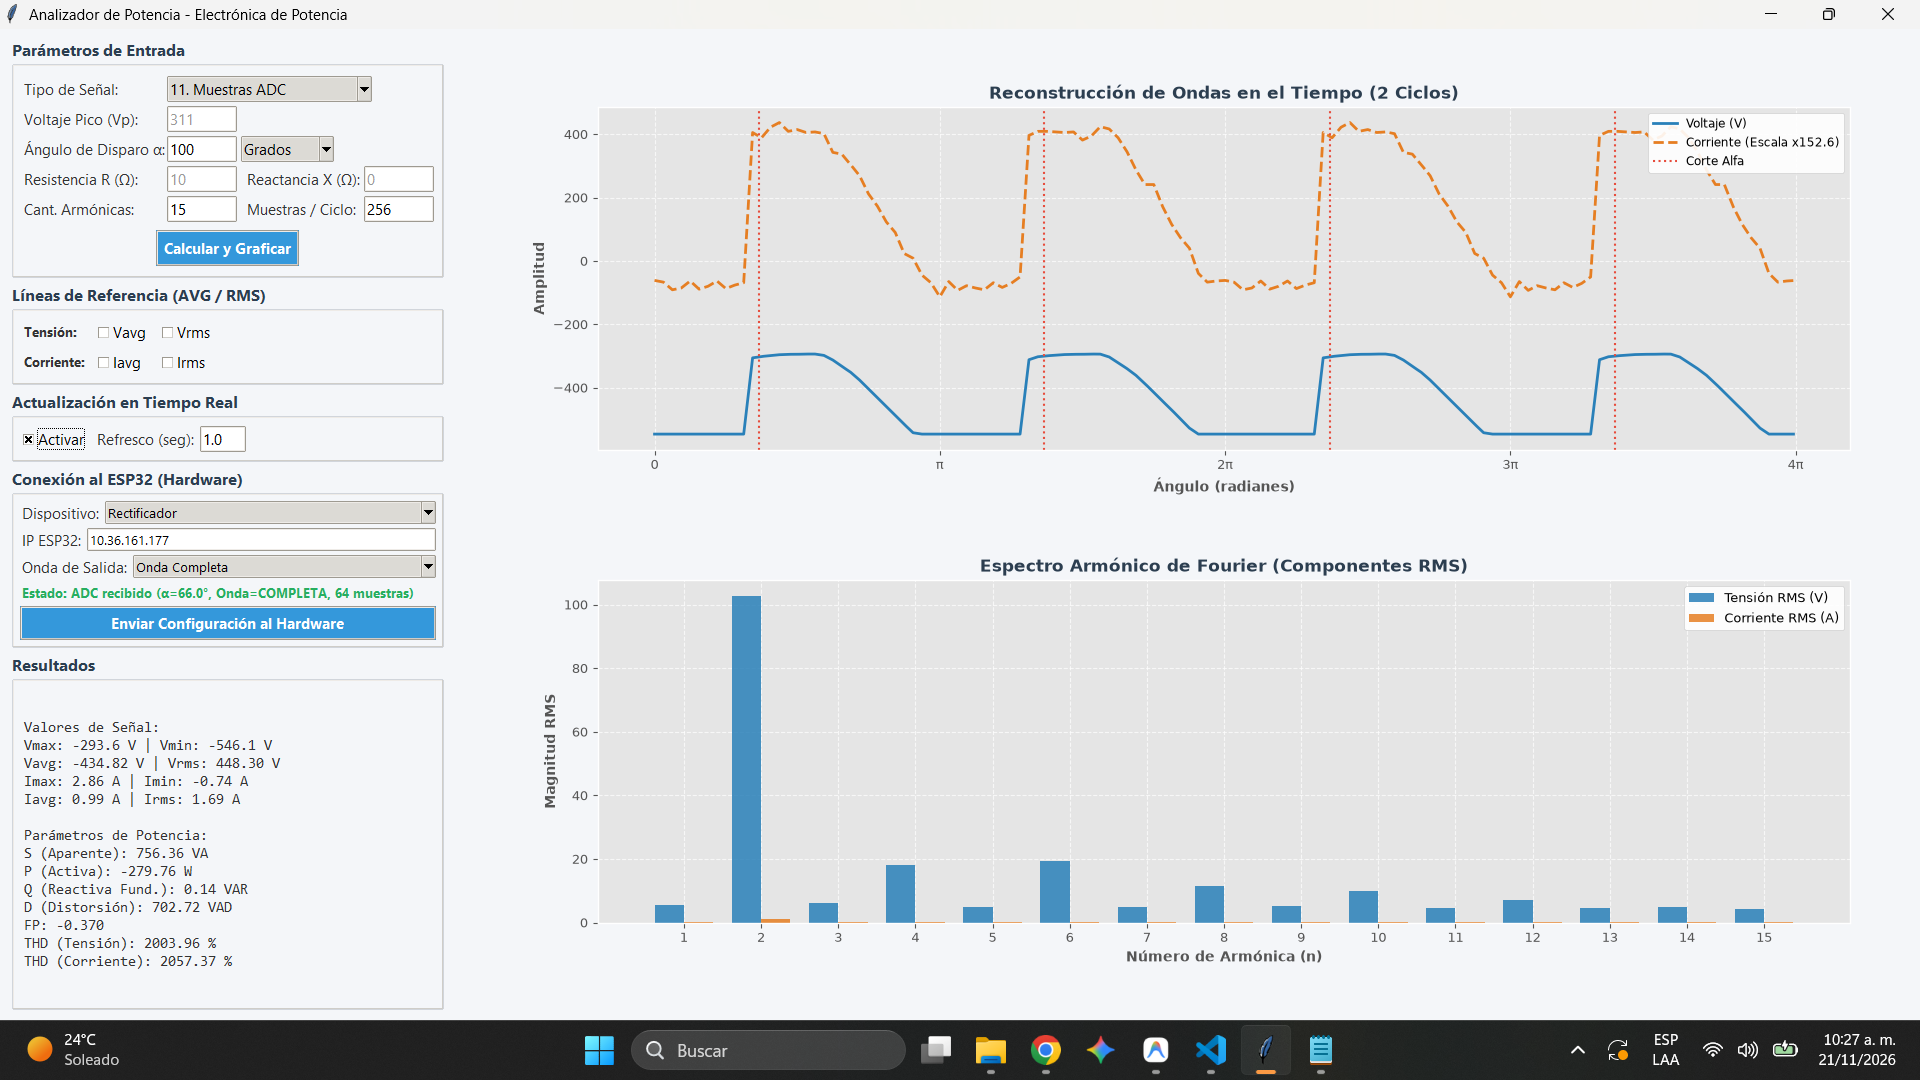 Analizador de Potencia - Electrónica de Potencia
Parámetros de Entrada
Tipo de Señal: 11. Muestras ADC
Voltaje Pico (Vp): 311
Ángulo de Disparo α: 100 Grados
Resistencia R (Ω): 10 Reactancia X (Ω): 0
Cant. Armónicas: 15 Muestras / Ciclo: 256
Calcular y Graficar
Líneas de Referencia (AVG / RMS)
Tensión: Vavg Vrms
Corriente: Iavg Irms
Actualización en Tiempo Real
Activar Refresco (seg): 1.0
Conexión al ESP32 (Hardware)
Dispositivo: Rectificador
IP ESP32: 10.36.161.177
Onda de Salida: Onda Completa
Estado: ADC recibido (α=66.0°, Onda=COMPLETA, 64 muestras)
Enviar Configuración al Hardware
Resultados
Valores de Señal:
Vmax: -293.6 V | Vmin: -546.1 V
Vavg: -434.82 V | Vrms: 448.30 V
Imax: 2.86 A | Imin: -0.74 A
Iavg: 0.99 A | Irms: 1.69 A
Parámetros de Potencia:
S (Aparente): 756.36 VA
P (Activa): -279.76 W
Q (Reactiva Fund.): 0.14 VAR
D (Distorsión): 702.72 VAD
FP: -0.370
THD (Tensión): 2003.96 %
THD (Corriente): 2057.37 %
Reconstrucción de Ondas en el Tiempo (2 Ciclos)
Voltaje (V)
Corriente (Escala x152.6)
Corte Alfa
Amplitud
400
200
0
−200
−400
0 π 2π 3π 4π
Ángulo (radianes)
Espectro Armónico de Fourier (Componentes RMS)
Tensión RMS (V)
Corriente RMS (A)
Magnitud RMS
100
80
60
40
20
0
1 2 3 4 5 6 7 8 9 10 11 12 13 14 15
Número de Armónica (n)
24°C
Soleado
Buscar
ESP
LAA
10:27 a. m.
21/11/2026